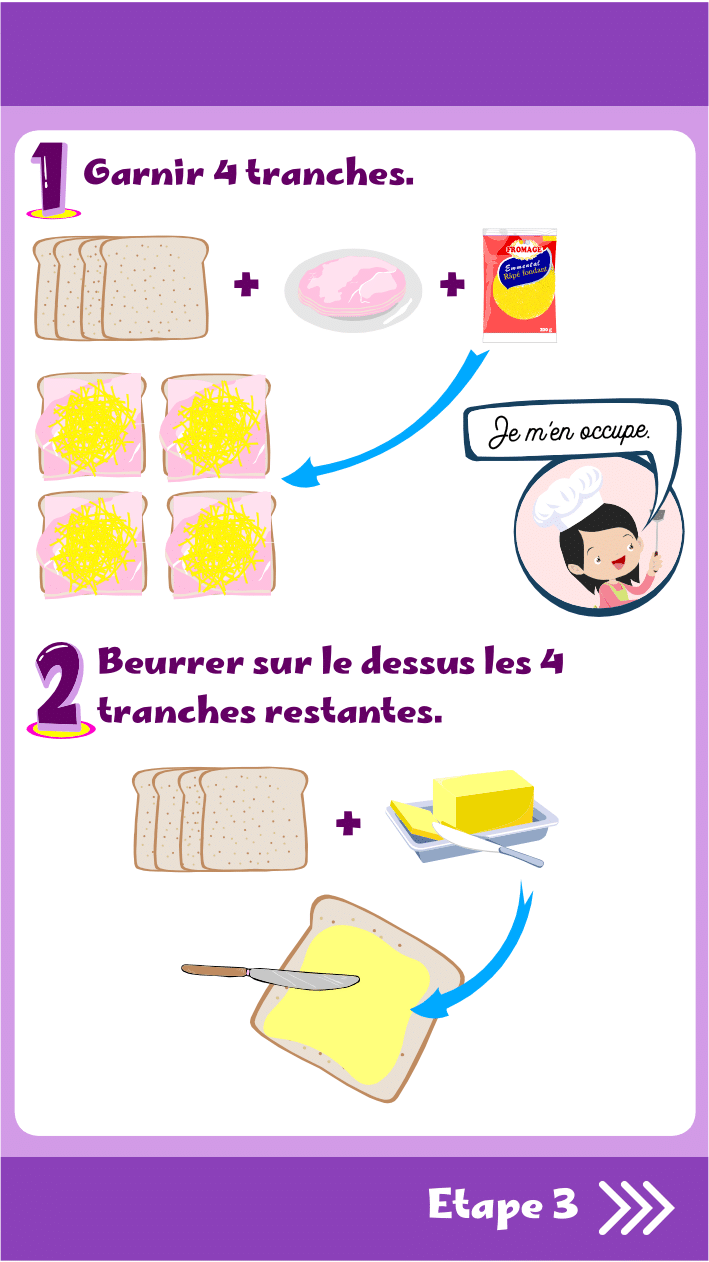 1 Garnir 4 tranches.
FROMAGE
Emmental
Râpé fondant
250 g
Je m'en occupe.
2 Beurrer sur le dessus les 4
tranches restantes.
Etape 3